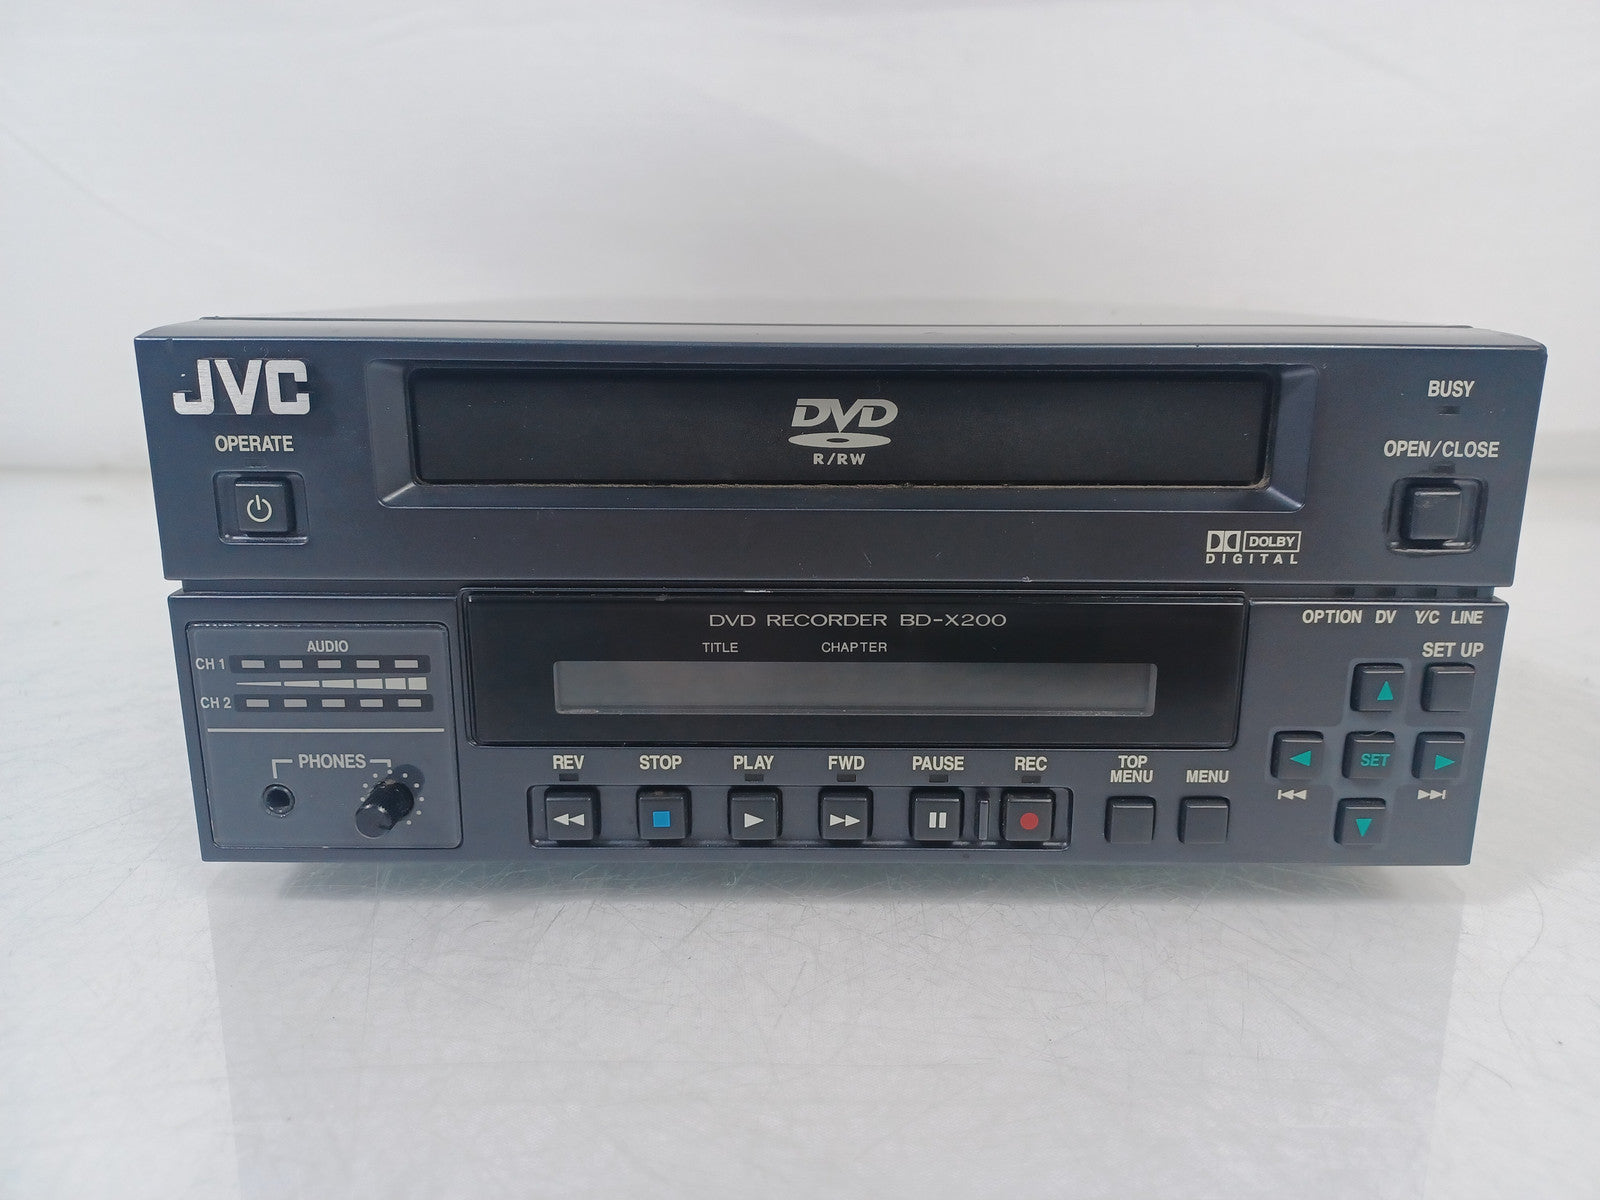 JVC
OPERATE
DVD
R/RW
BUSY
OPEN/CLOSE
DOLBY
DIGITAL
DVD RECORDER BD-X200
TITLE CHAPTER
OPTION DV Y/C LINE
SET UP
AUDIO
CH 1
CH 2
PHONES
REV STOP PLAY FWD PAUSE REC
TOP
MENU
MENU
SET